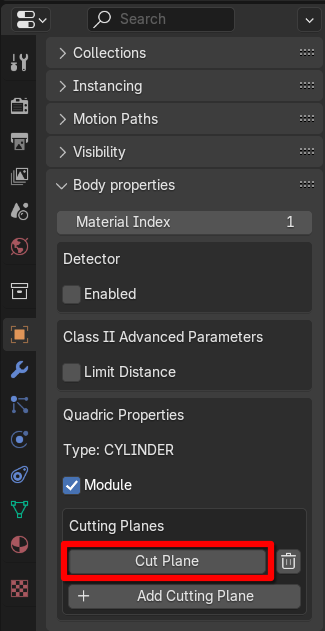 Search
Collections
Instancing
Motion Paths
Visibility
Body properties
Material Index 1
Detector
Enabled
Class II Advanced Parameters
Limit Distance
Quadric Properties
Type: CYLINDER
Module
Cutting Planes
Cut Plane
Add Cutting Plane